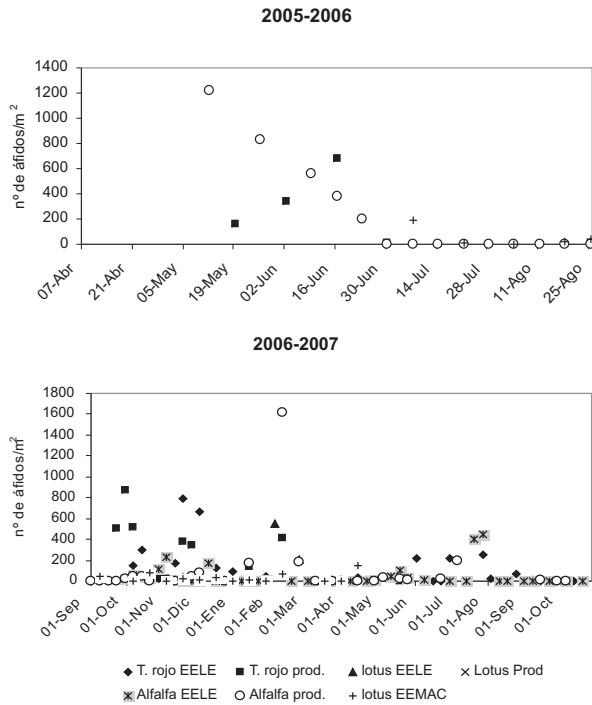 2005-2006
nº de áfidos/m²
1400
1200
1000
800
600
400
200
0
07-Abr
21-Abr
05-May
19-May
02-Jun
16-Jun
30-Jun
14-Jul
28-Jul
11-Ago
25-Ago
2006-2007
nº de áfidos/m²
1800
1600
1400
1200
1000
800
600
400
200
0
01-Sep
01-Oct
01-Nov
01-Dic
01-Ene
01-Feb
01-Mar
01-Abr
01-May
01-Jun
01-Jul
01-Ago
01-Sep
01-Oct
T. rojo EELE
T. rojo prod.
lotus EELE
Lotus Prod
Alfalfa EELE
Alfalfa prod.
lotus EEMAC